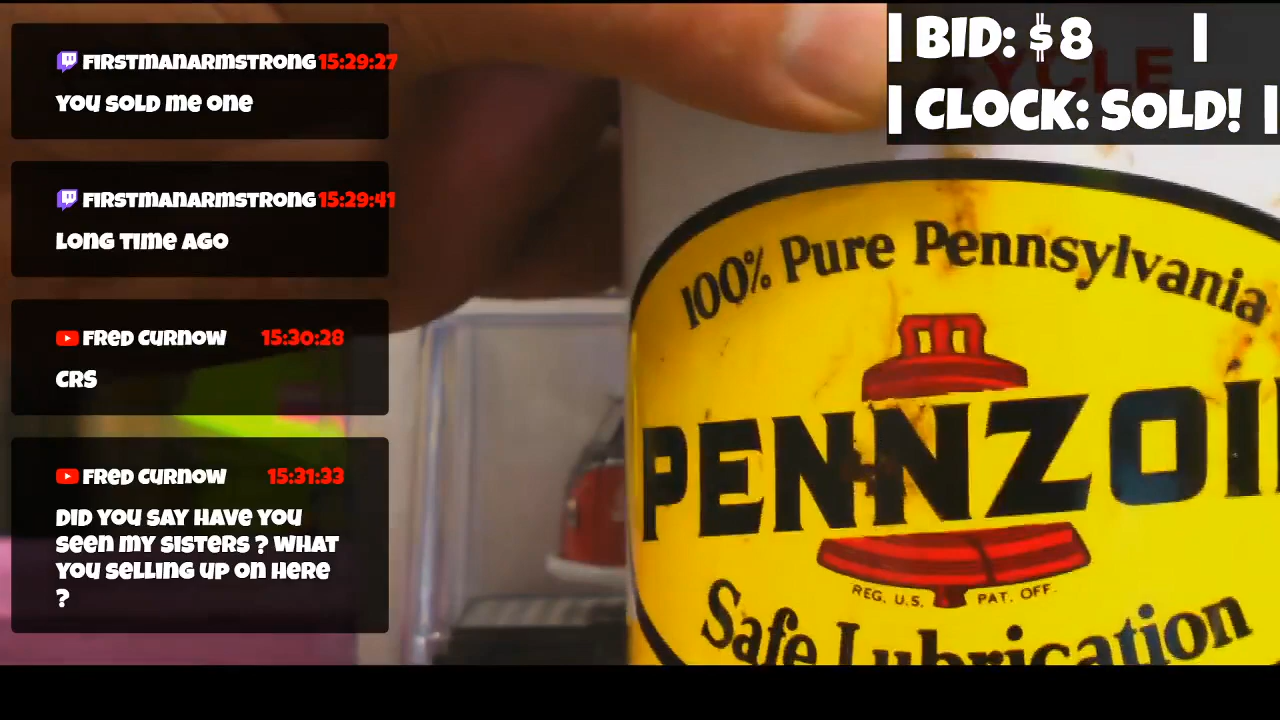 FIRSTMANARMSTRONG 15:29:27
YOU SOLD ME ONE
FIRSTMANARMSTRONG 15:29:41
LONG TIME AGO
FRED CURNOW 15:30:28
CRS
FRED CURNOW 15:31:33
DID YOU SAY HAVE YOU
SEEN MY SISTERS ? WHAT
YOU SELLING UP ON HERE
?
| BID: $8 |
| CLOCK: SOLD! |
CYCLE
100% Pure Pennsylvania
PENNZOI
REG. U.S. PAT. OFF.
Safe Lubrication